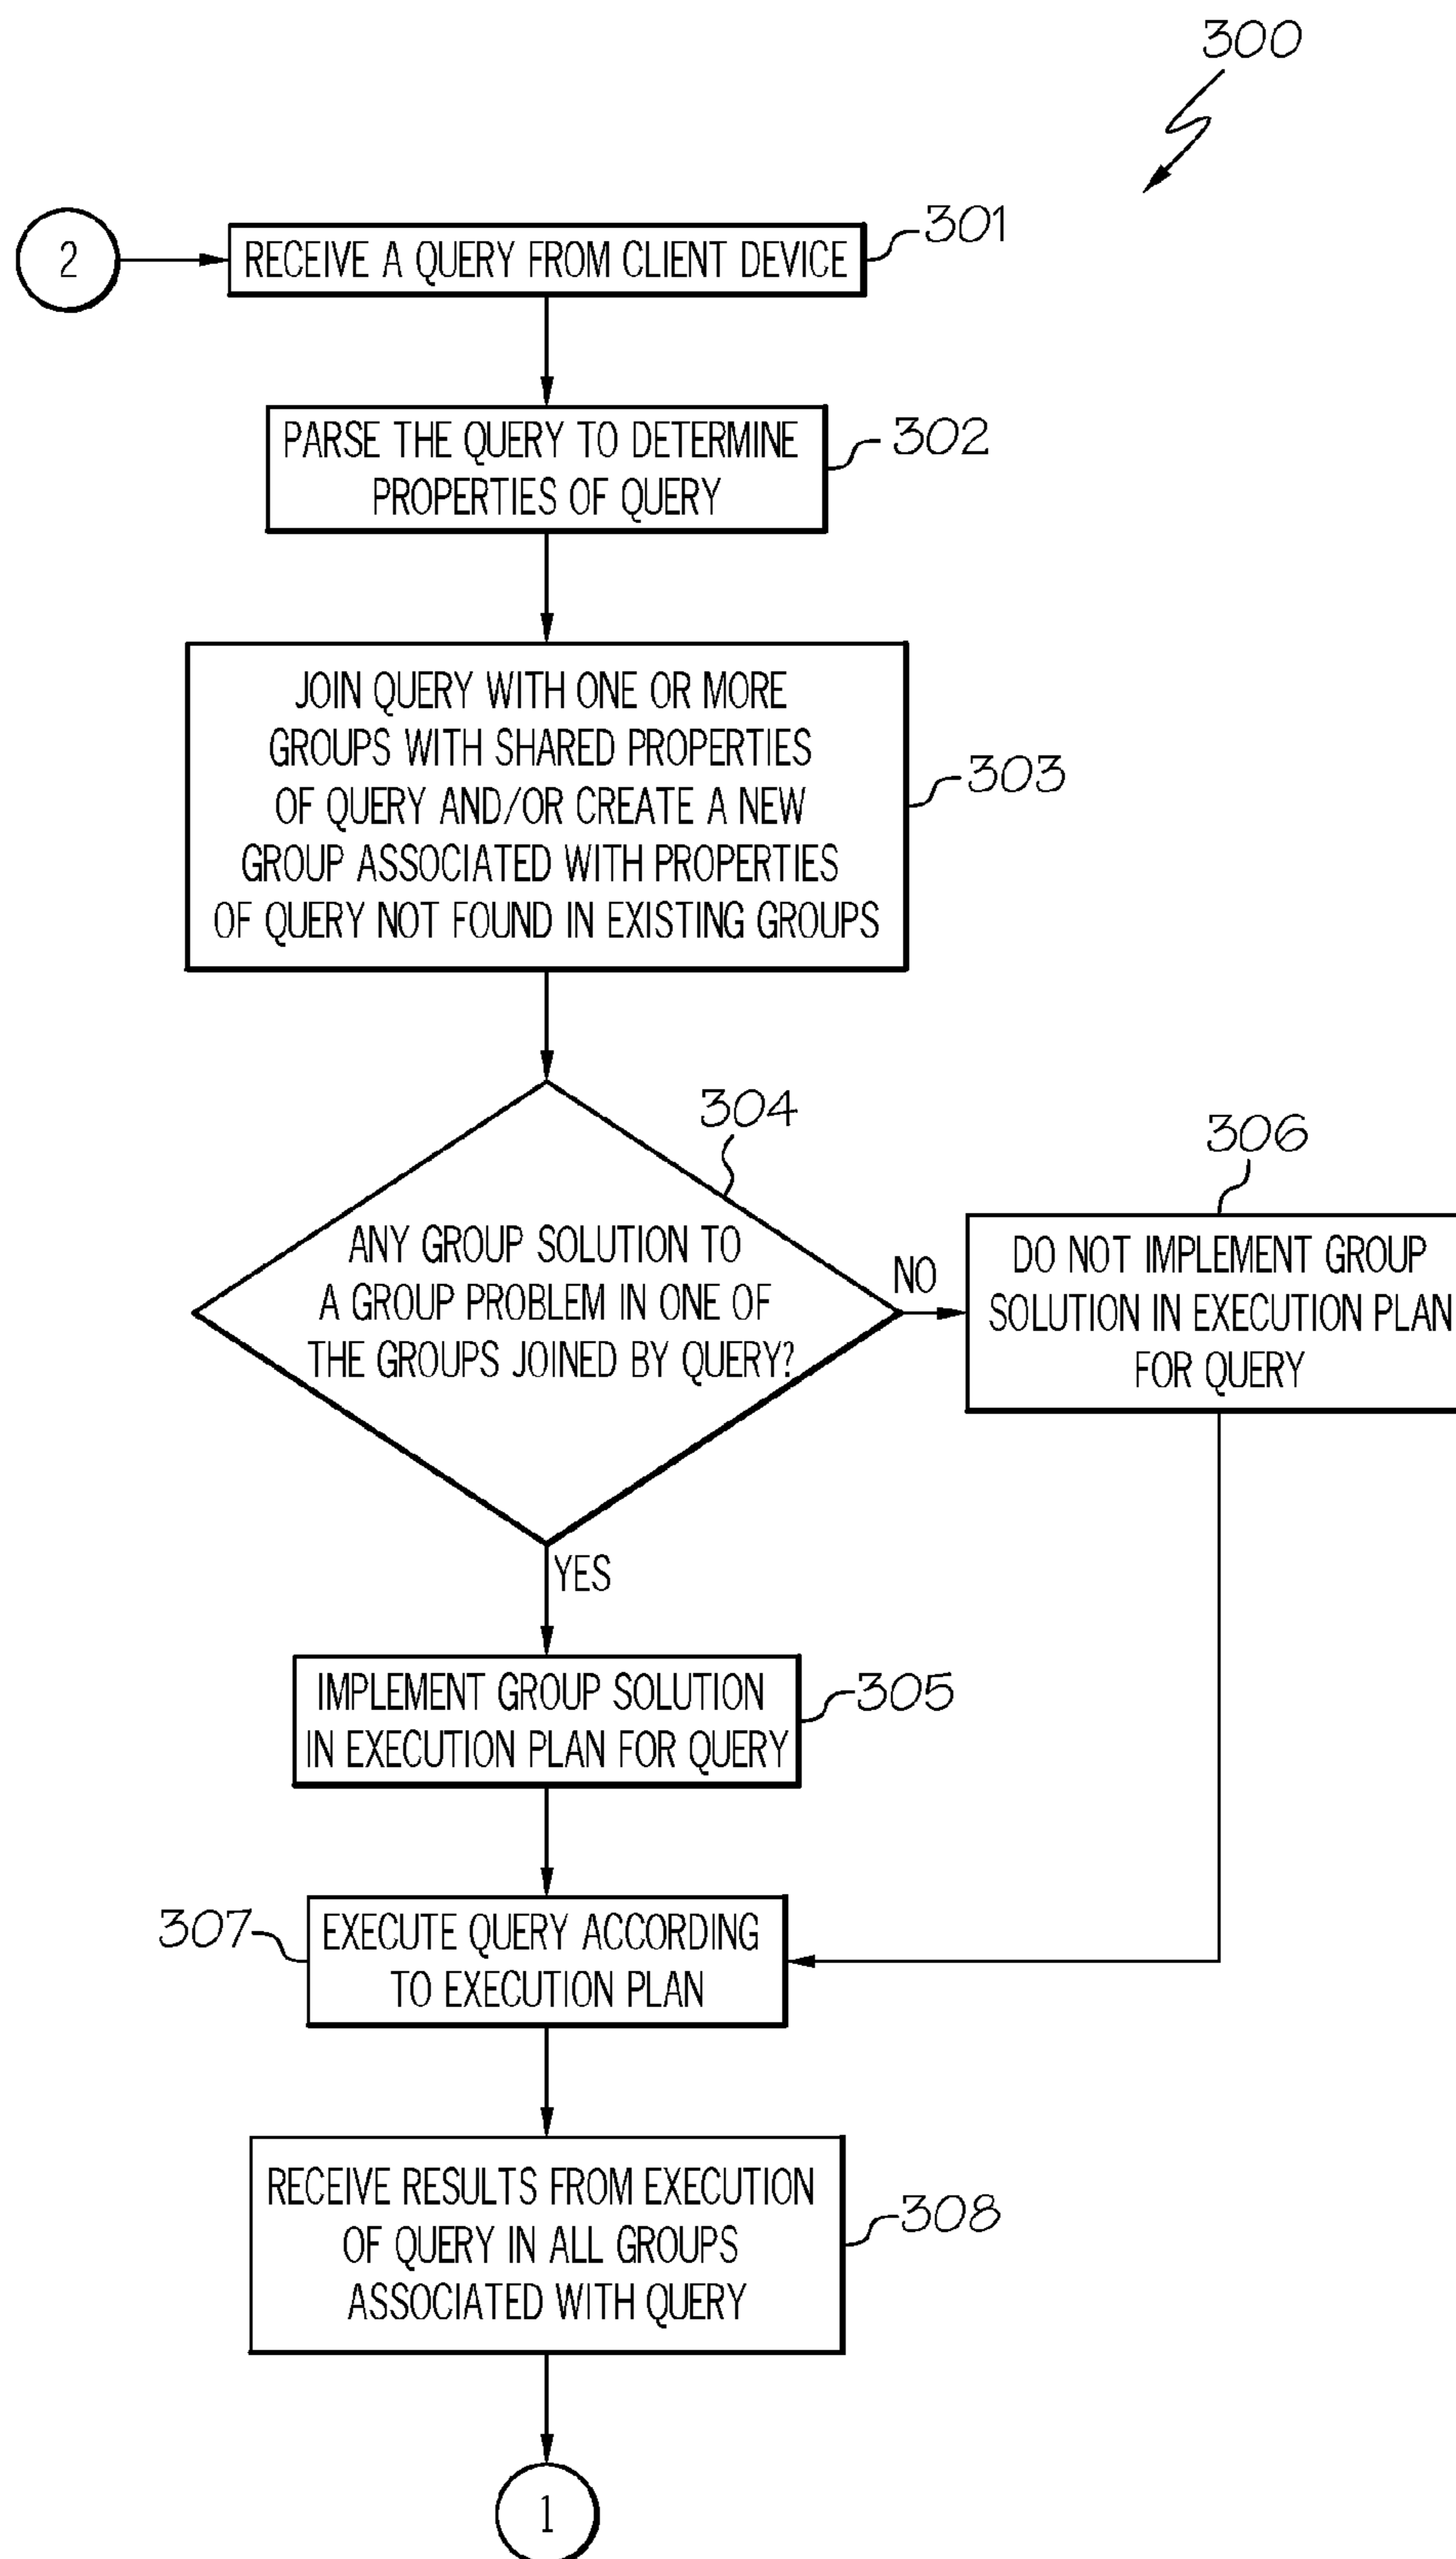 300
2
RECEIVE A QUERY FROM CLIENT DEVICE
301
PARSE THE QUERY TO DETERMINE
PROPERTIES OF QUERY
302
JOIN QUERY WITH ONE OR MORE
GROUPS WITH SHARED PROPERTIES
OF QUERY AND/OR CREATE A NEW
GROUP ASSOCIATED WITH PROPERTIES
OF QUERY NOT FOUND IN EXISTING GROUPS
303
304
ANY GROUP SOLUTION TO
A GROUP PROBLEM IN ONE OF
THE GROUPS JOINED BY QUERY?
NO
306
DO NOT IMPLEMENT GROUP
SOLUTION IN EXECUTION PLAN
FOR QUERY
YES
IMPLEMENT GROUP SOLUTION
IN EXECUTION PLAN FOR QUERY
305
307
EXECUTE QUERY ACCORDING
TO EXECUTION PLAN
RECEIVE RESULTS FROM EXECUTION
OF QUERY IN ALL GROUPS
ASSOCIATED WITH QUERY
308
1